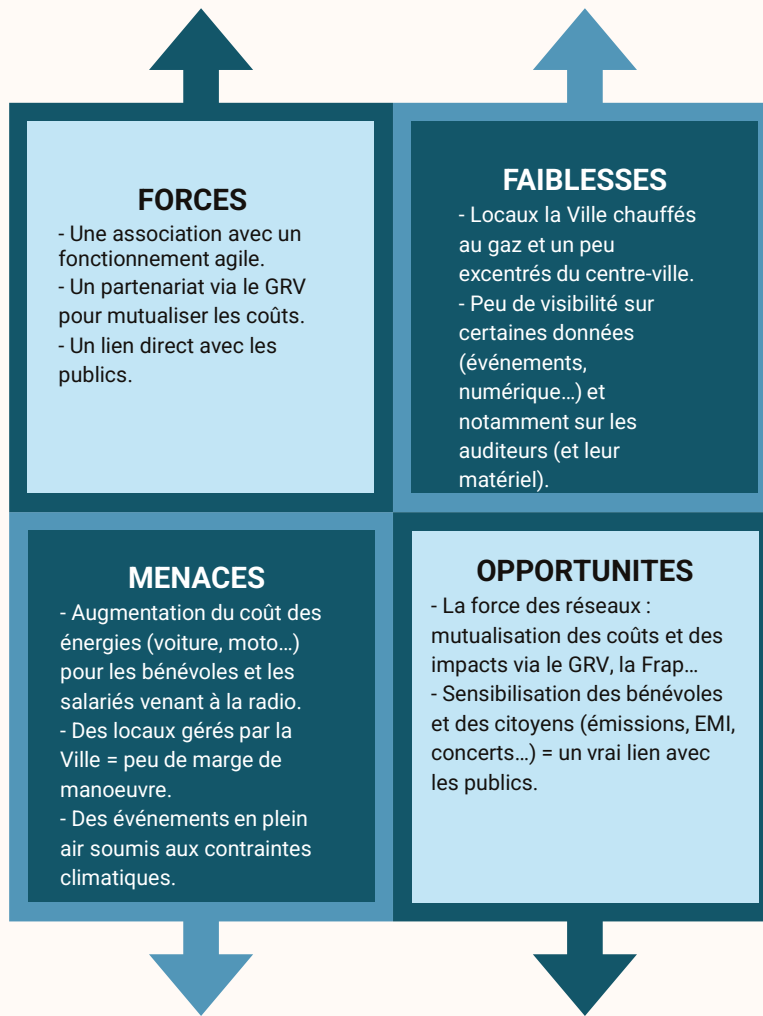 FORCES
- Une association avec un
fonctionnement agile.
- Un partenariat via le GRV
pour mutualiser les coûts.
- Un lien direct avec les
publics.
FAIBLESSES
- Locaux la Ville chauffés
au gaz et un peu
excentrés du centre-ville.
- Peu de visibilité sur
certaines données
(événements,
numérique…) et
notamment sur les
auditeurs (et leur
matériel).
MENACES
- Augmentation du coût des
énergies (voiture, moto…)
pour les bénévoles et les
salariés venant à la radio.
- Des locaux gérés par la
Ville = peu de marge de
manoeuvre.
- Des événements en plein
air soumis aux contraintes
climatiques.
OPPORTUNITES
- La force des réseaux :
mutualisation des coûts et des
impacts via le GRV, la Frap…
- Sensibilisation des bénévoles
et des citoyens (émissions, EMI,
concerts…) = un vrai lien avec
les publics.